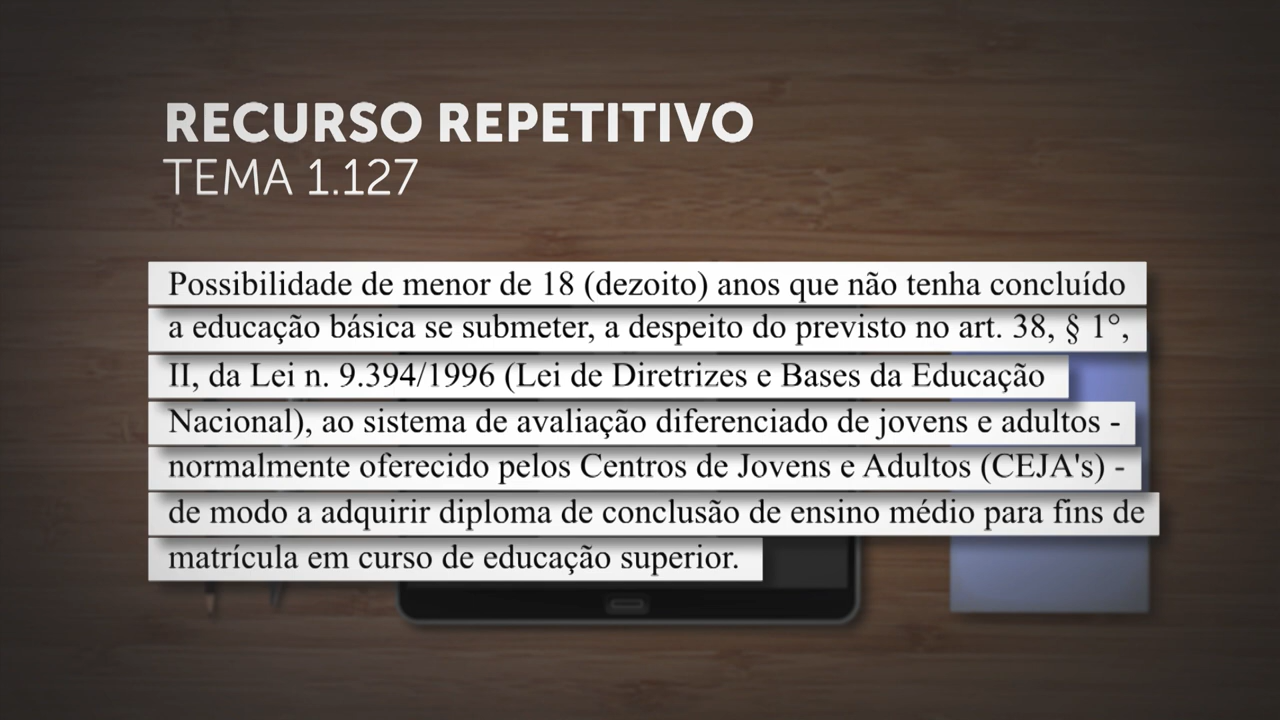 RECURSO REPETITIVO
TEMA 1.127
Possibilidade de menor de 18 (dezoito) anos que não tenha concluído
a educação básica se submeter, a despeito do previsto no art. 38, § 1°,
II, da Lei n. 9.394/1996 (Lei de Diretrizes e Bases da Educação
Nacional), ao sistema de avaliação diferenciado de jovens e adultos -
normalmente oferecido pelos Centros de Jovens e Adultos (CEJA's) -
de modo a adquirir diploma de conclusão de ensino médio para fins de
matrícula em curso de educação superior.